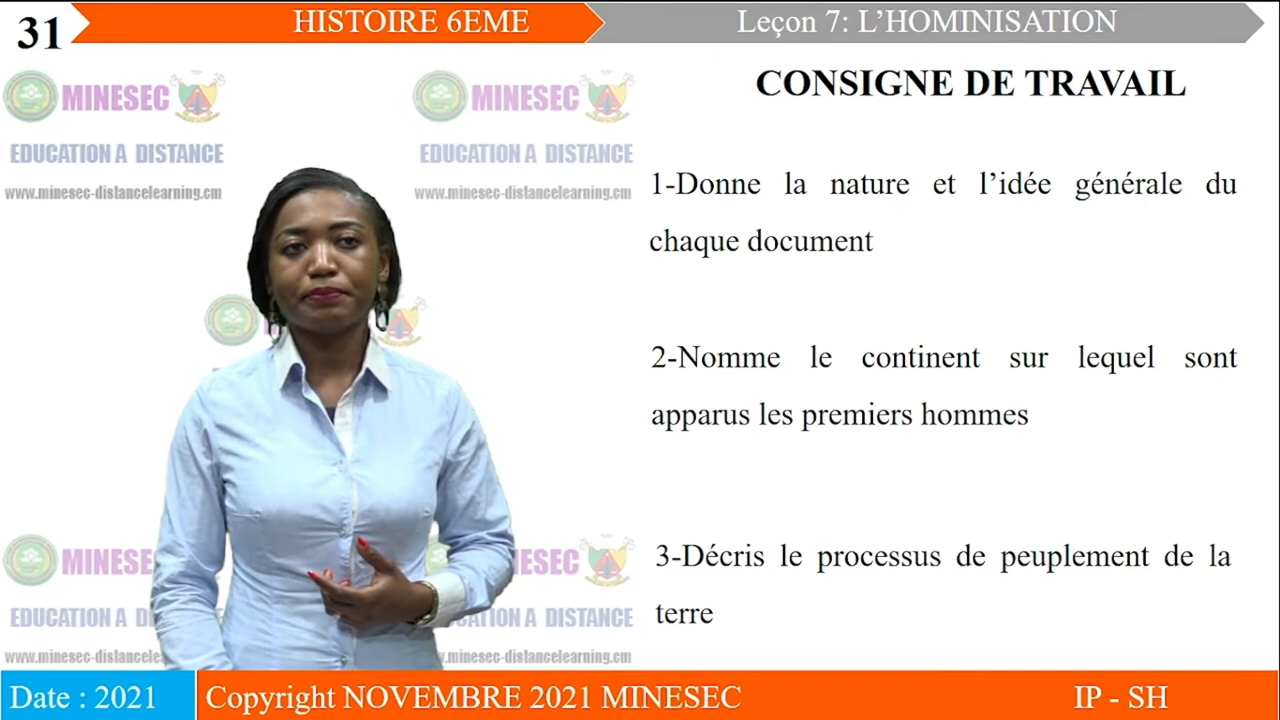 31
HISTOIRE 6EME
Leçon 7: L'HOMINISATION
CONSIGNE DE TRAVAIL
MINESEC
MINESEC
EDUCATION A DISTANCE
EDUCATION A DISTANCE
www.minesec-distancelearning.cm
www.minesec-distancelearning.cm
1-Donne la nature et l'idée générale du
chaque document
2-Nomme le continent sur lequel sont
apparus les premiers hommes
3-Décris le processus de peuplement de la
terre
Date : 2021
Copyright NOVEMBRE 2021 MINESEC
IP - SH